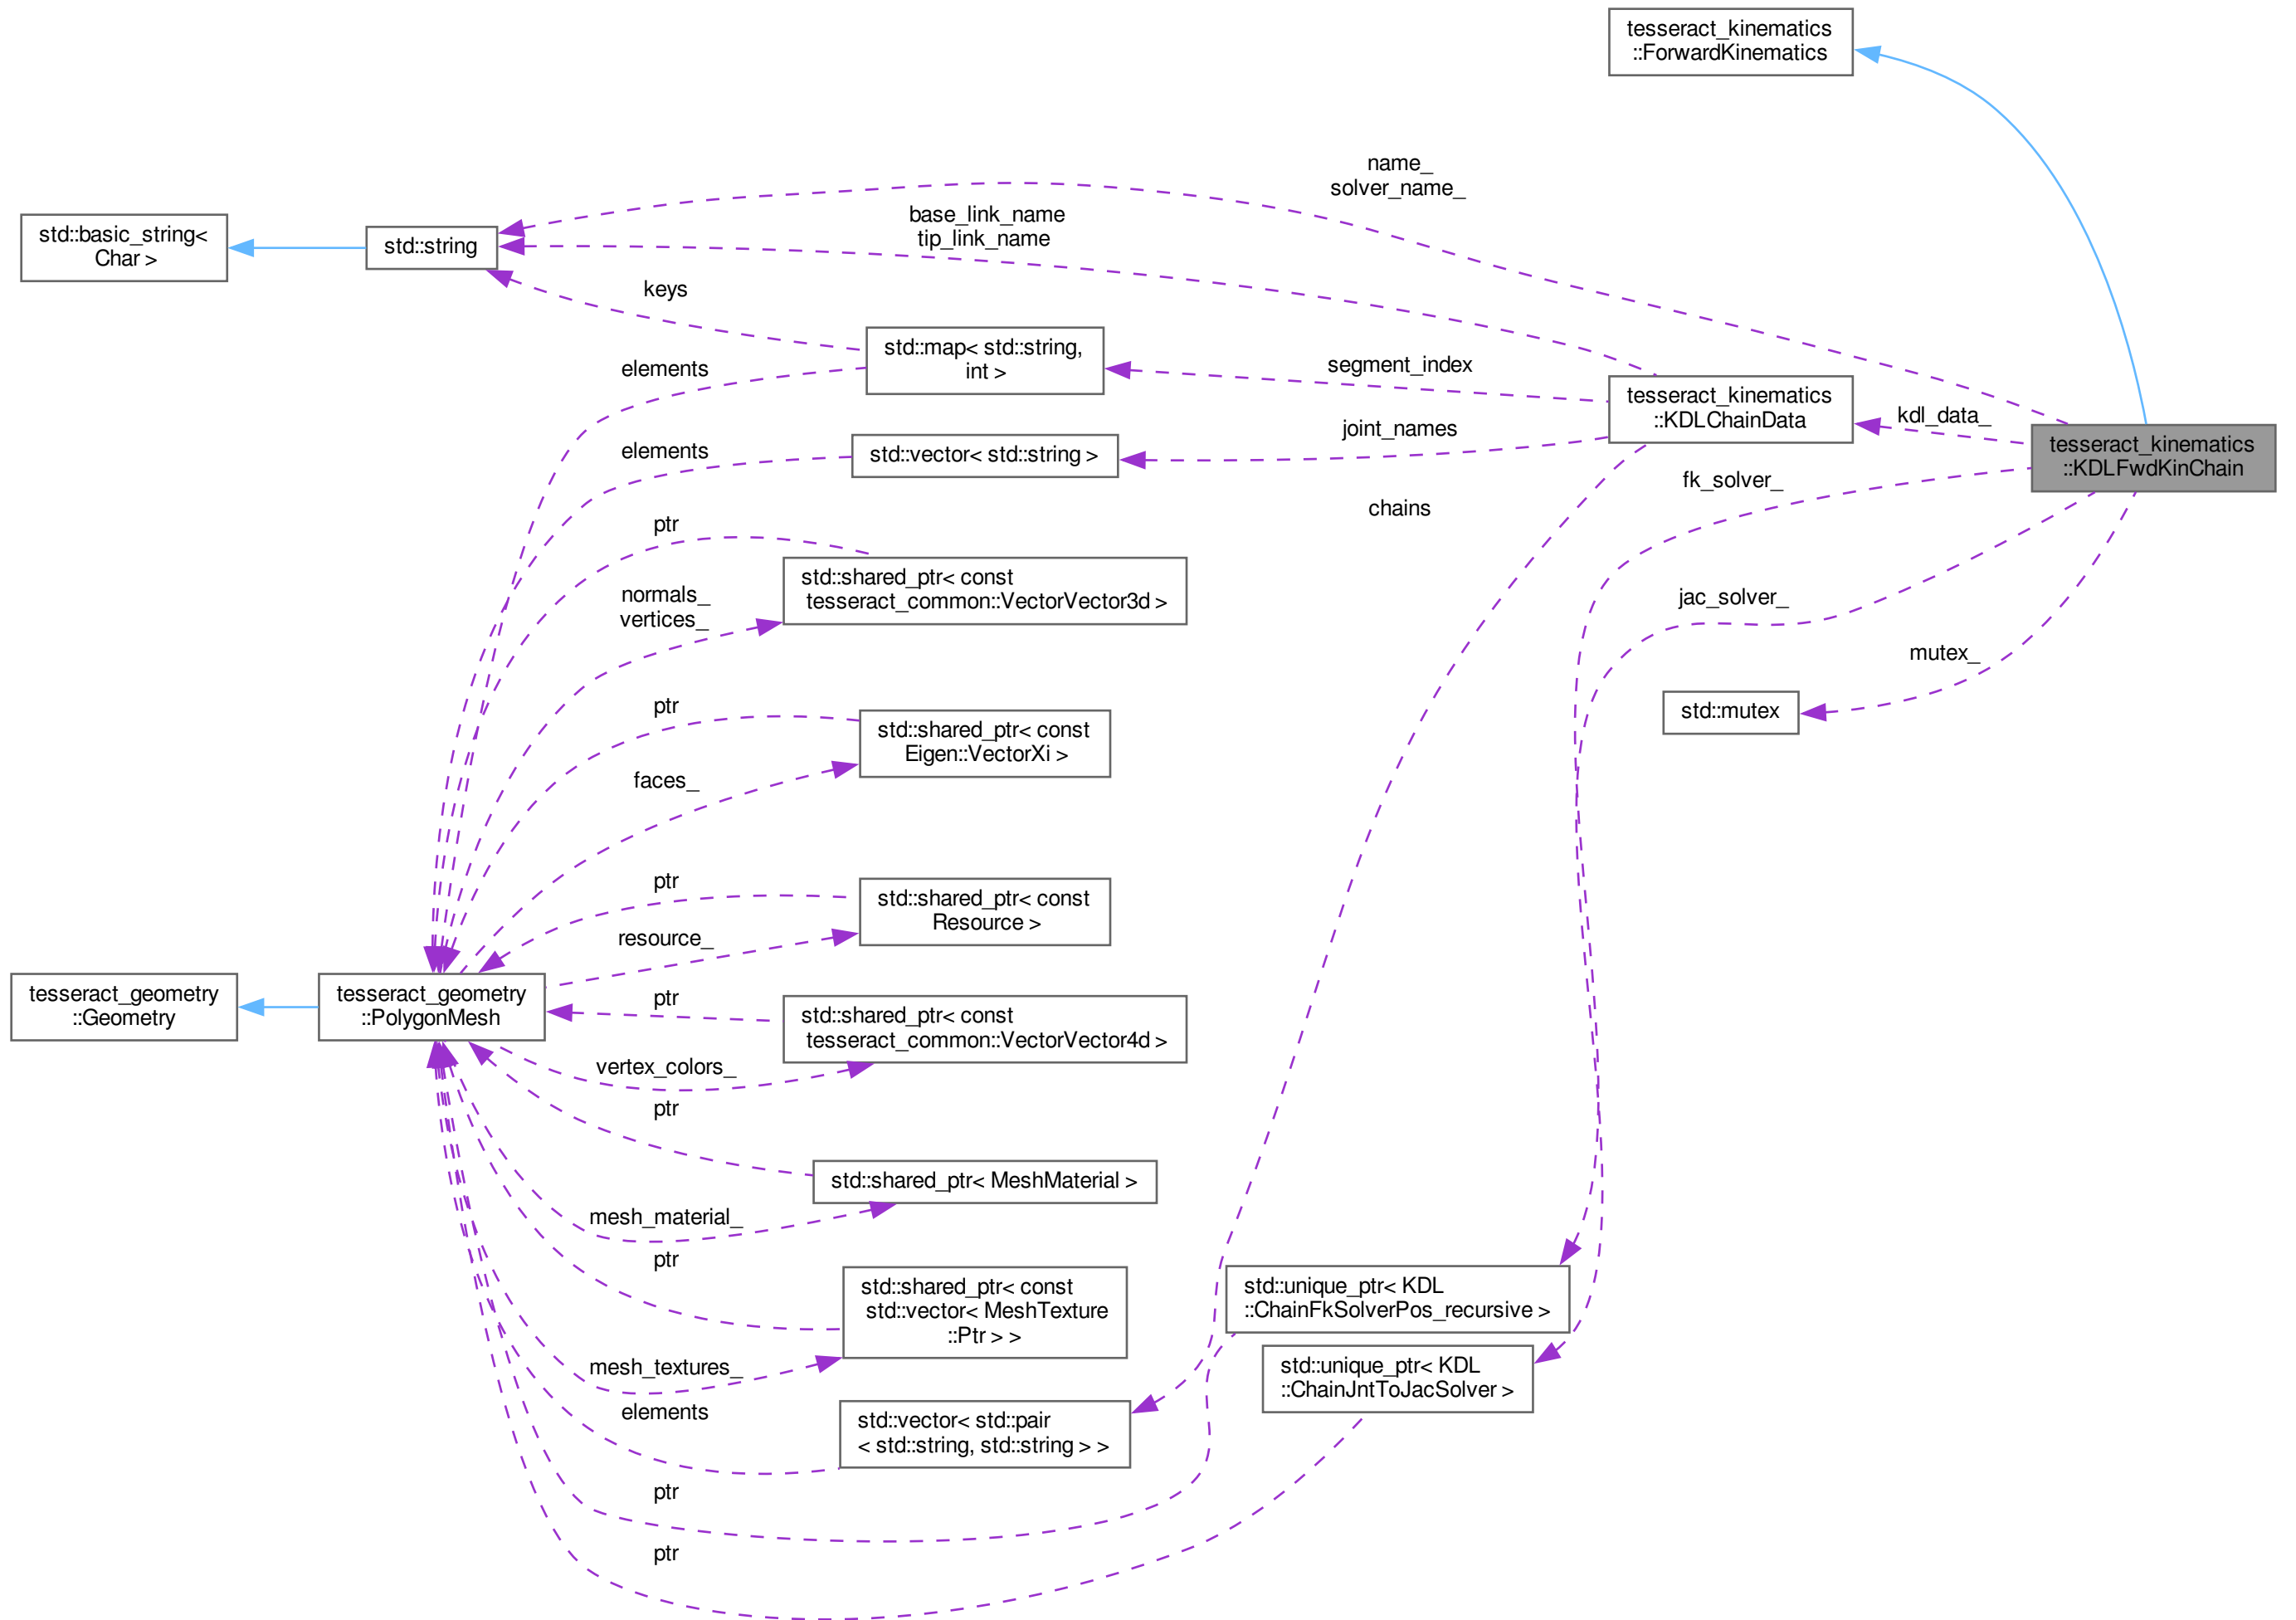 tesseract_kinematics
::ForwardKinematics
name_
solver_name_
base_link_name
tip_link_name
std::basic_string<
Char >
std::string
keys
std::map< std::string,
int >
elements
segment_index
tesseract_kinematics
::KDLChainData
kdl_data_
tesseract_kinematics
::KDLFwdKinChain
joint_names
std::vector< std::string >
elements
fk_solver_
chains
ptr
std::shared_ptr< const
tesseract_common::VectorVector3d >
normals_
vertices_
jac_solver_
mutex_
std::mutex
ptr
std::shared_ptr< const
Eigen::VectorXi >
faces_
ptr
std::shared_ptr< const
Resource >
resource_
tesseract_geometry
::Geometry
tesseract_geometry
::PolygonMesh
ptr
std::shared_ptr< const
tesseract_common::VectorVector4d >
vertex_colors_
ptr
std::shared_ptr< MeshMaterial >
mesh_material_
ptr
std::shared_ptr< const
std::vector< MeshTexture
::Ptr > >
std::unique_ptr< KDL
::ChainFkSolverPos_recursive >
mesh_textures_
std::unique_ptr< KDL
::ChainJntToJacSolver >
elements
std::vector< std::pair
< std::string, std::string > >
ptr
ptr